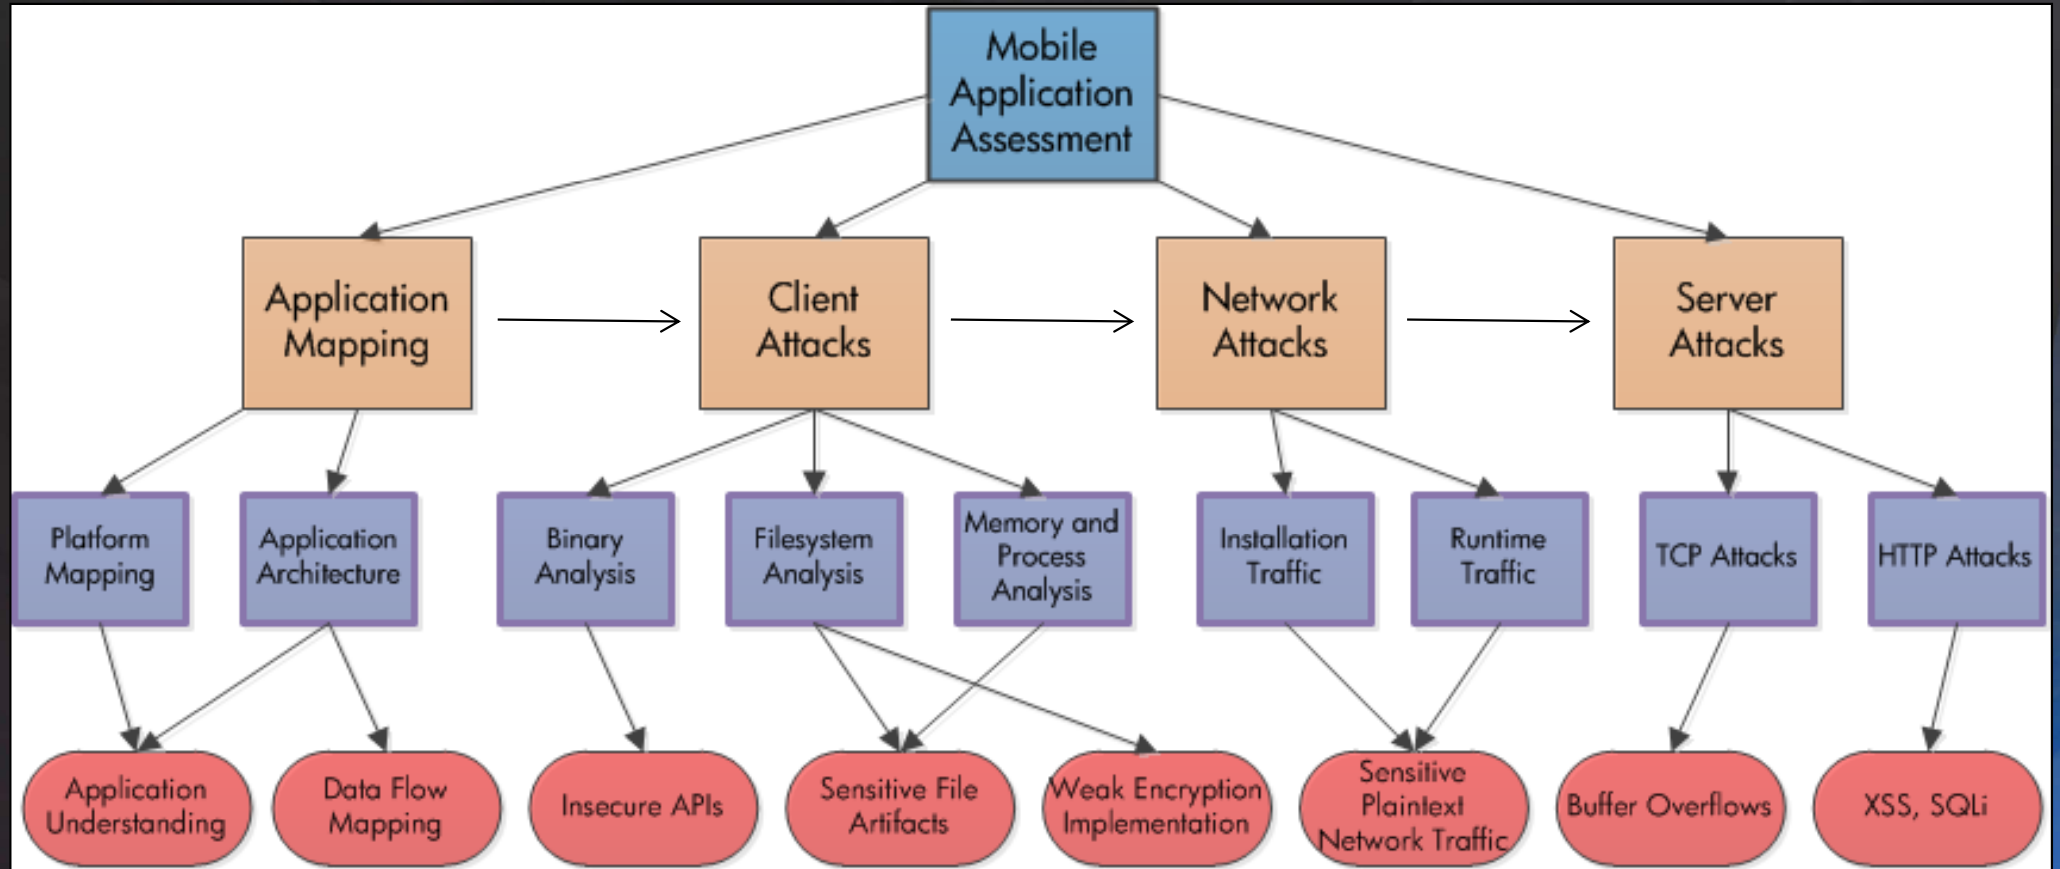 Mobile
Application
Assessment
Application
Mapping
Client
Attacks
Network
Attacks
Server
Attacks
Platform
Mapping
Application
Architecture
Binary
Analysis
Filesystem
Analysis
Memory and
Process
Analysis
Installation
Traffic
Runtime
Traffic
TCP Attacks
HTTP Attacks
Application
Understanding
Data Flow
Mapping
Insecure APIs
Sensitive File
Artifacts
Weak Encryption
Implementation
Sensitive
Plaintext
Network Traffic
Buffer Overflows
XSS, SQLi